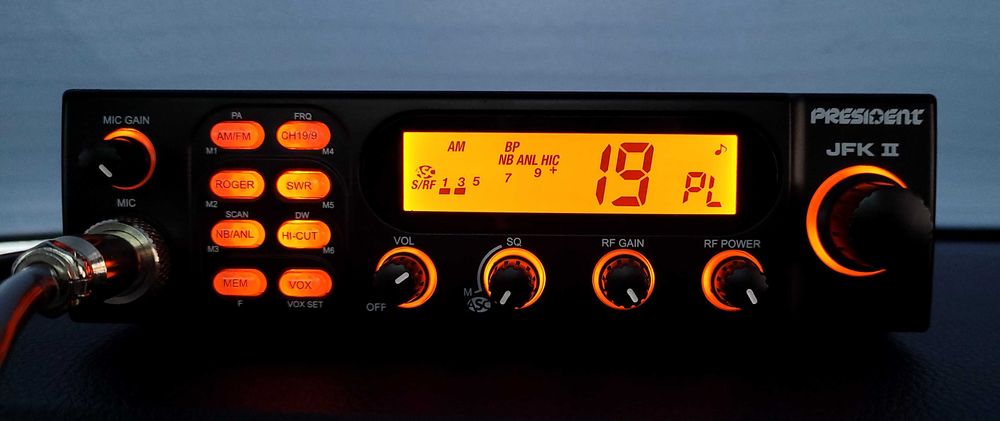 PRESIDENT
JFK II
MIC GAIN
MIC
PA
AM/FM
M1
FRQ
CH19/9
M4
ROGER
M2
SWR
M5
SCAN
NB/ANL
M3
DW
HI-CUT
M6
MEM
F
VOX
VOX SET
AM BP
NB ANL HIC
ASC
S/RF 1 3 5 7 9 +
19
♪
PL
VOL
OFF
SQ
M
ASC
RF GAIN
RF POWER